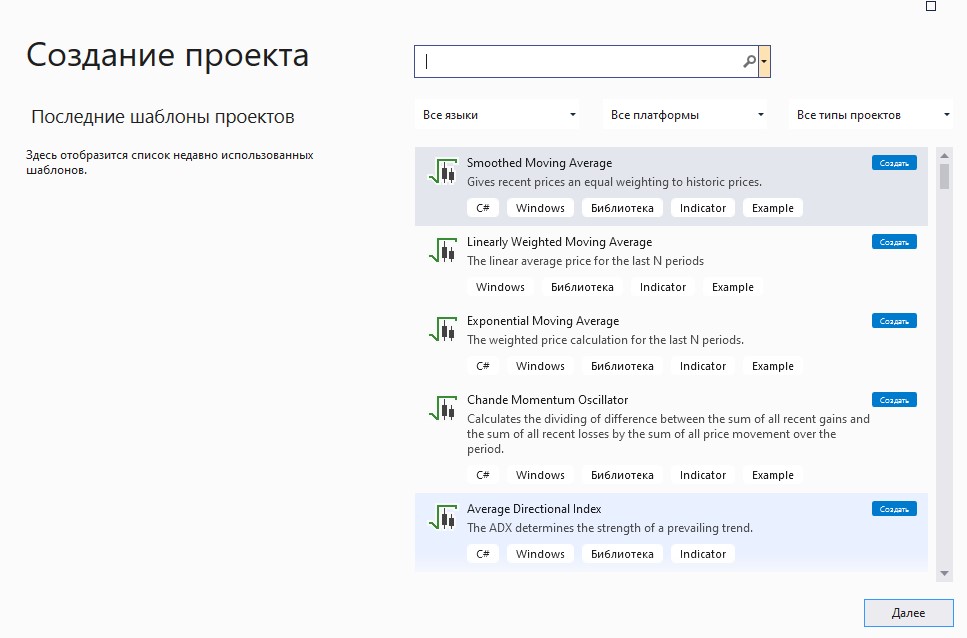 Создание проекта
Последние шаблоны проектов
Здесь отобразится список недавно использованных
шаблонов.
Все языки
Все платформы
Все типы проектов
Smoothed Moving Average
Создать
Gives recent prices an equal weighting to historic prices.
C# Windows Библиотека Indicator Example
Linearly Weighted Moving Average
Создать
The linear average price for the last N periods
Windows Библиотека Indicator Example
Exponential Moving Average
Создать
The weighted price calculation for the last N periods.
C# Windows Библиотека Indicator Example
Chande Momentum Oscillator
Создать
Calculates the dividing of difference between the sum of all recent gains and
the sum of all recent losses by the sum of all price movement over the
period.
C# Windows Библиотека Indicator Example
Average Directional Index
Создать
The ADX determines the strength of a prevailing trend.
C# Windows Библиотека Indicator
Далее